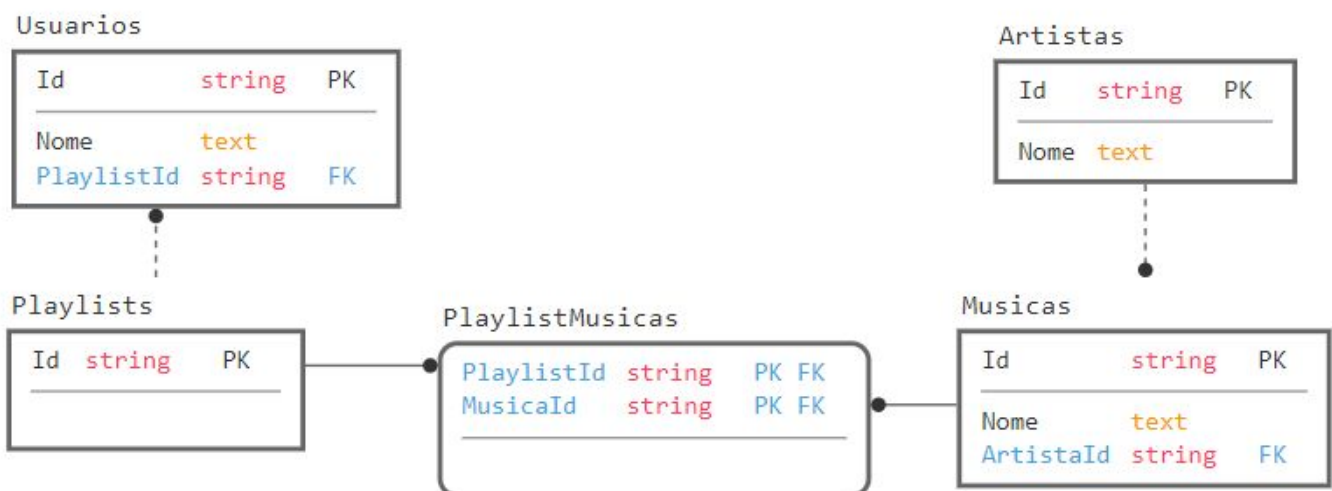 Usuarios
Id string PK
Nome text
PlaylistId string FK
Artistas
Id string PK
Nome text
Playlists
Id string PK
PlaylistMusicas
PlaylistId string PK FK
MusicaId string PK FK
Musicas
Id string PK
Nome text
ArtistaId string FK